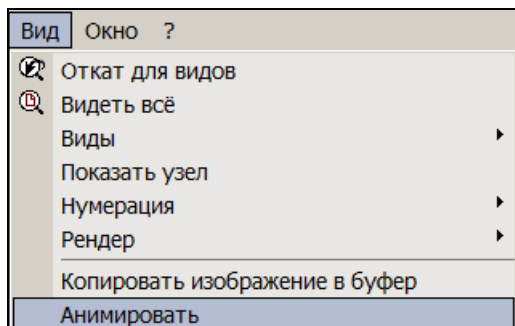 Вид Окно ?
Откат для видов
Видеть всё
Виды
Показать узел
Нумерация
Рендер
Копировать изображение в буфер
Анимировать